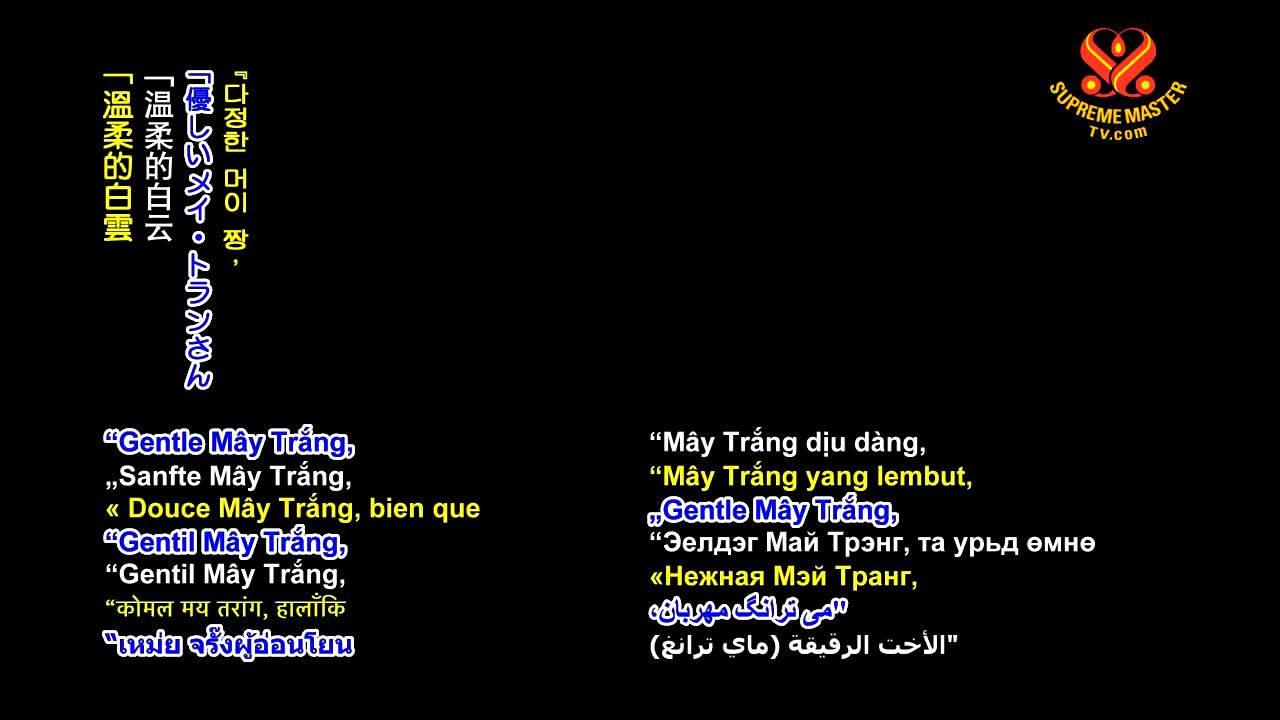 『다정한 머이 짱,
「優しいメイ・トランさん
「温柔的白云
「溫柔的白雲
SUPREME MASTER
TV.com
“Gentle Mây Trắng,
„Sanfte Mây Trắng,
« Douce Mây Trắng, bien que
“Gentil Mây Trắng,
“Gentil Mây Trắng,
“कोमल मय तरांग, हालाँकि
“เหม่ย จรั๊งผู้อ่อนโยน
“Mây Trắng dịu dàng,
“Mây Trắng yang lembut,
„Gentle Mây Trắng,
“Эелдэг Май Трэнг, та урьд өмнө
«Нежная Мэй Транг,
"می ترانگ مهربان،
"الأخت الرقيقة (ماي ترانغ)